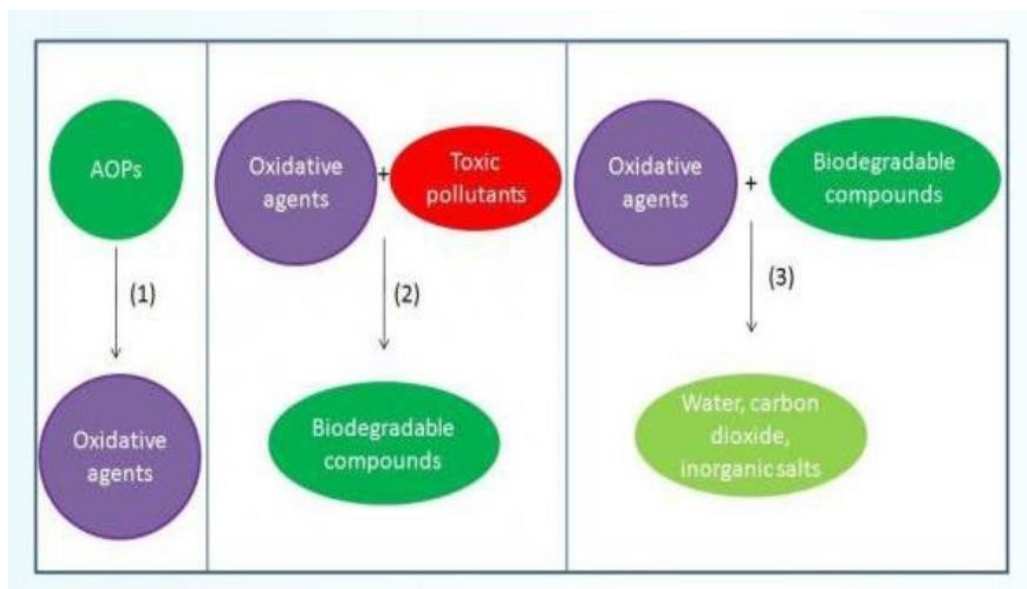 AOPs
(1)
Oxidative
agents
Oxidative
agents
+
Toxic
pollutants
(2)
Biodegradable
compounds
Oxidative
agents
+
Biodegradable
compounds
(3)
Water, carbon
dioxide,
inorganic salts